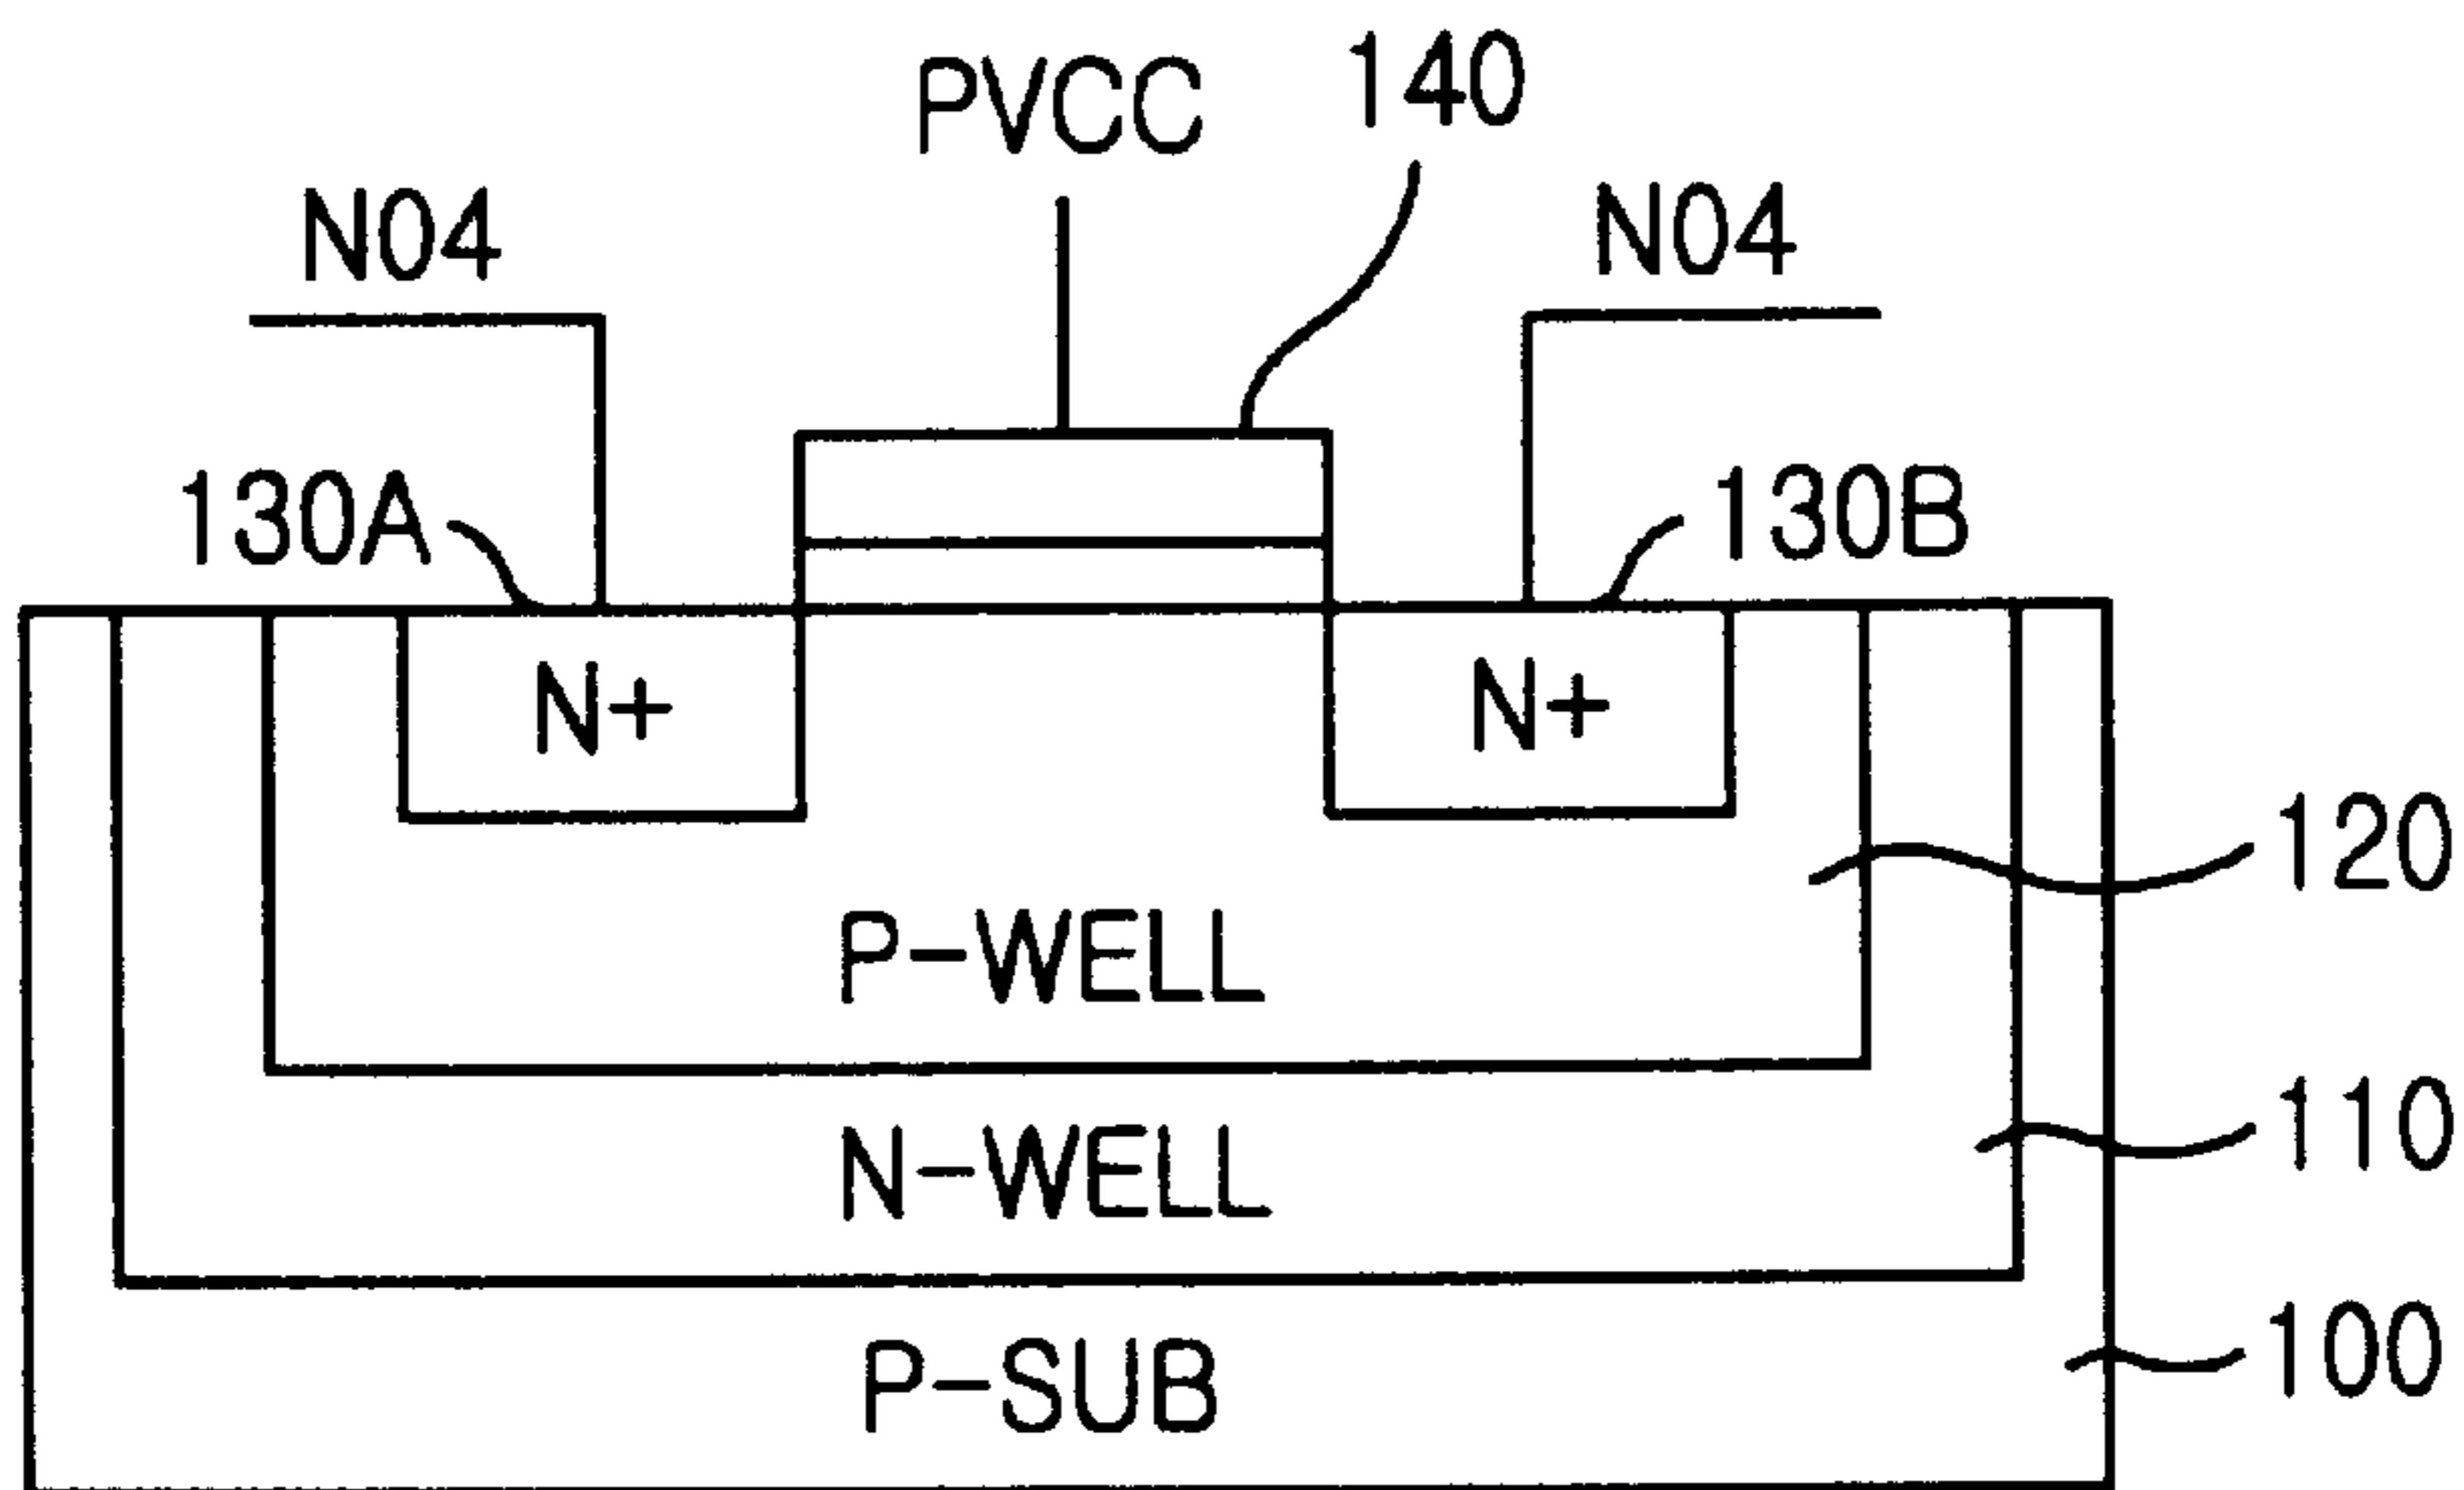 PVCC
140
N04
N04
130A
130B
N+
N+
120
P-WELL
110
N-WELL
100
P-SUB